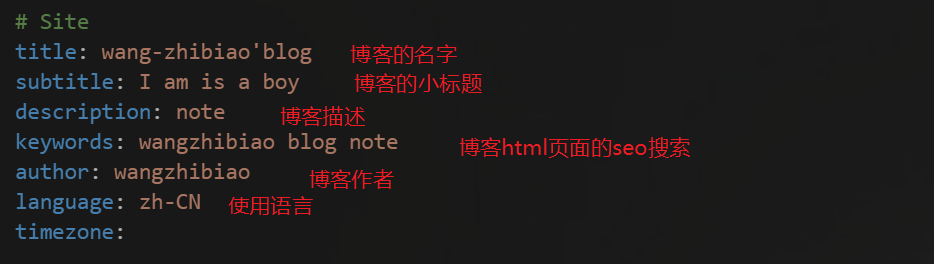 # Site
title: wang-zhibiao'blog 博客的名字
subtitle: I am is a boy 博客的小标题
description: note 博客描述
keywords: wangzhibiao blog note 博客html页面的seo搜索
author: wangzhibiao 博客作者
language: zh-CN 使用语言
timezone: